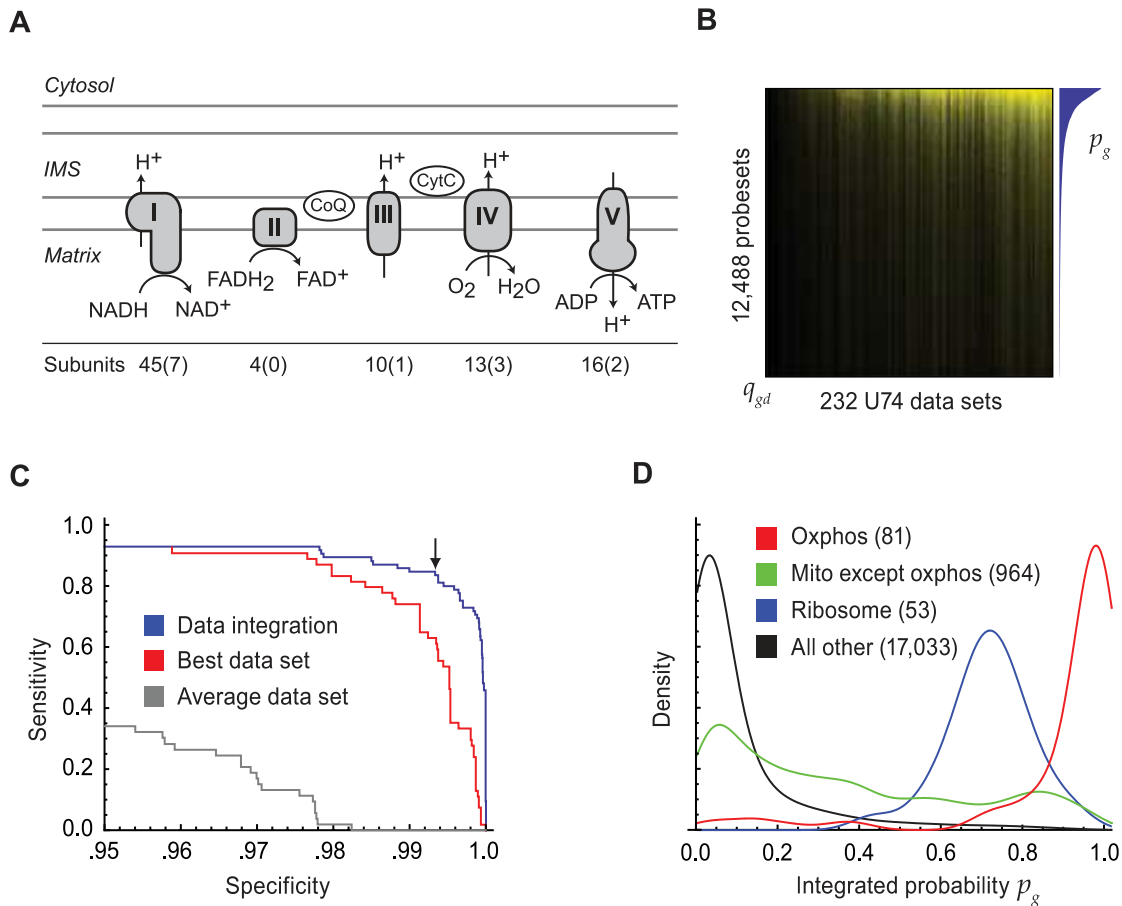 A
Cytosol
IMS
Matrix
H+
H+
H+
CoQ
CytC
I
II
III
IV
V
NADH
NAD+
FADH2
FAD+
O2
H2O
ADP
ATP
H+
Subunits 45(7) 4(0) 10(1) 13(3) 16(2)
B
12,488 probesets
pg
qgd
232 U74 data sets
C
1.0
0.8
0.6
0.4
0.2
0.0
Sensitivity
Data integration
Best data set
Average data set
.95 .96 .97 .98 .99 1.0
Specificity
D
Density
Oxphos (81)
Mito except oxphos (964)
Ribosome (53)
All other (17,033)
0.0 0.2 0.4 0.6 0.8 1.0
Integrated probability pg